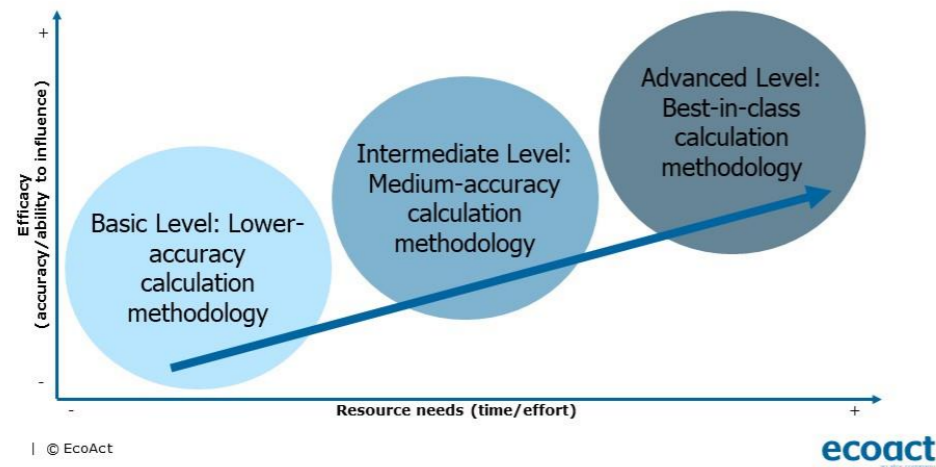 +
Efficacy
(accuracy/ability to influence)
-
Basic Level: Lower-
accuracy
calculation
methodology
Intermediate Level:
Medium-accuracy
calculation
methodology
Advanced Level:
Best-in-class
calculation
methodology
-
Resource needs (time/effort)
+
| © EcoAct
ecoact